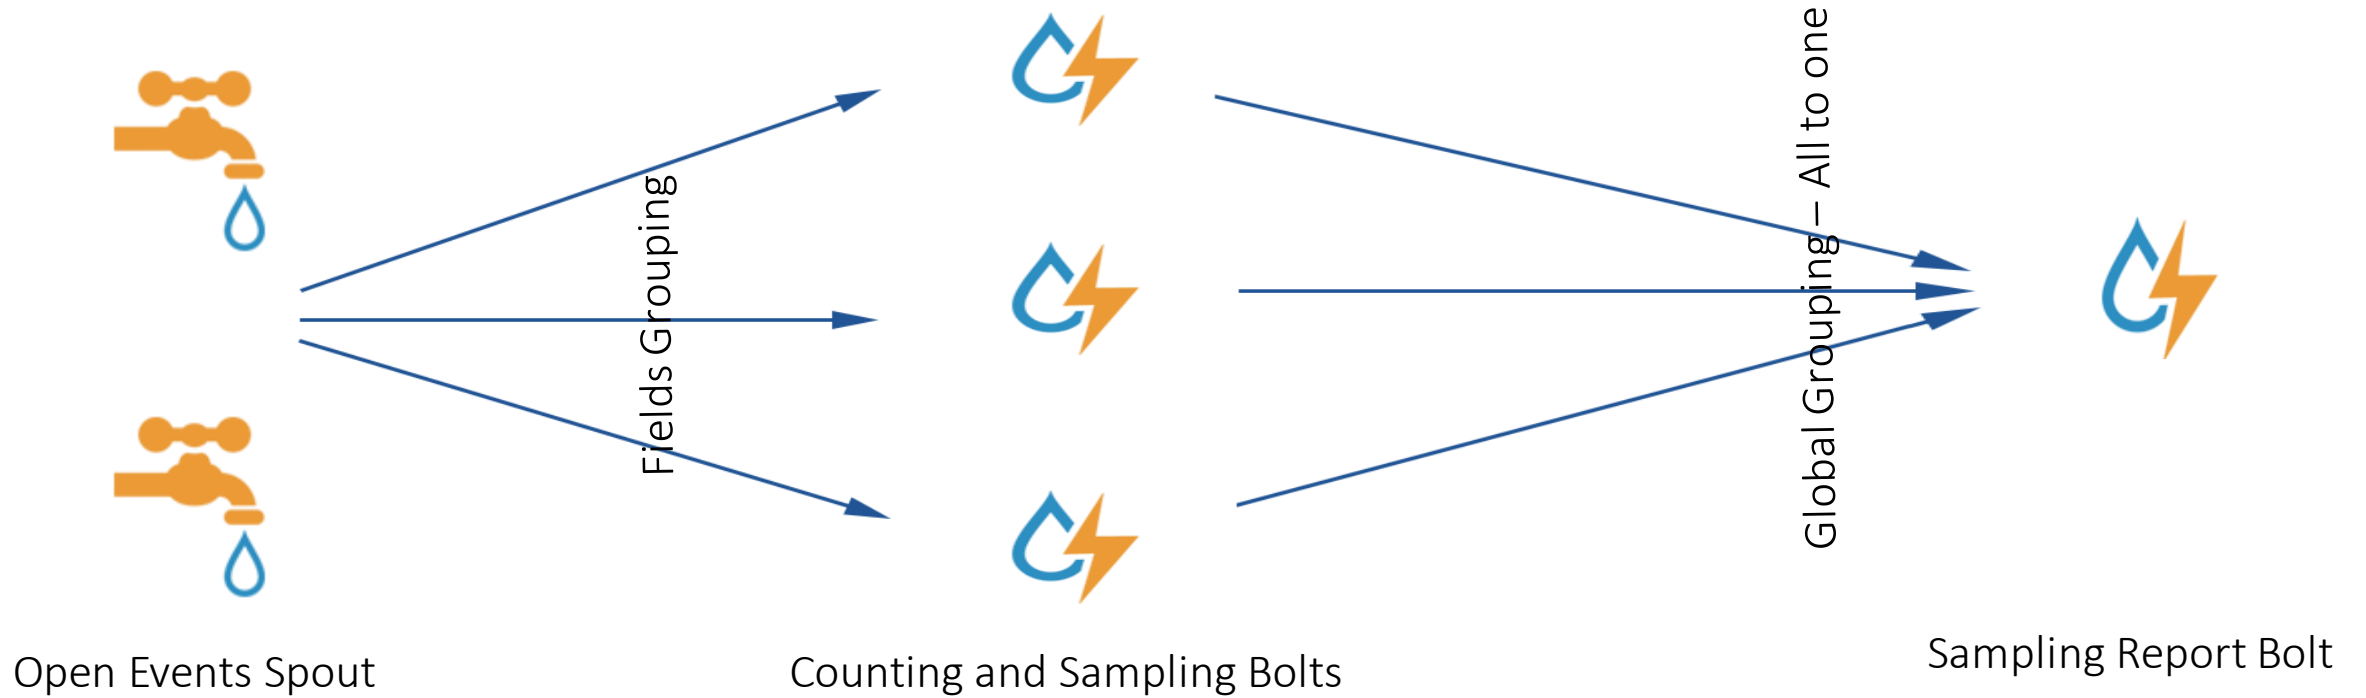 Fields Grouping
Global Grouping– All to one
Open Events Spout
Counting and Sampling Bolts
Sampling Report Bolt